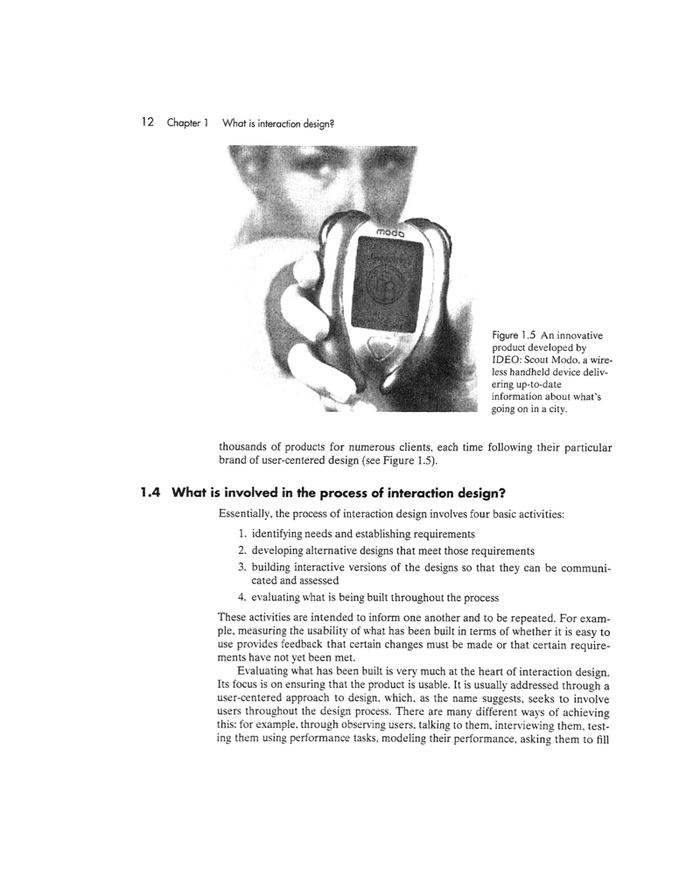 12 Chapter 1 What is interaction design?
modo
Figure 1.5 An innovative
product developed by
IDEO: Scout Modo, a wire-
less handheld device deliv-
ering up-to-date
information about what's
going on in a city.
thousands of products for numerous clients, each time following their particular
brand of user-centered design (see Figure 1.5).
1.4 What is involved in the process of interaction design?
Essentially, the process of interaction design involves four basic activities:
1. identifying needs and establishing requirements
2. developing alternative designs that meet those requirements
3. building interactive versions of the designs so that they can be communi-
cated and assessed
4. evaluating what is being built throughout the process
These activities are intended to inform one another and to be repeated. For exam-
ple, measuring the usability of what has been built in terms of whether it is easy to
use provides feedback that certain changes must be made or that certain require-
ments have not yet been met.
Evaluating what has been built is very much at the heart of interaction design.
Its focus is on ensuring that the product is usable. It is usually addressed through a
user-centered approach to design, which, as the name suggests, seeks to involve
users throughout the design process. There are many different ways of achieving
this: for example, through observing users, talking to them, interviewing them, test-
ing them using performance tasks, modeling their performance, asking them to fill